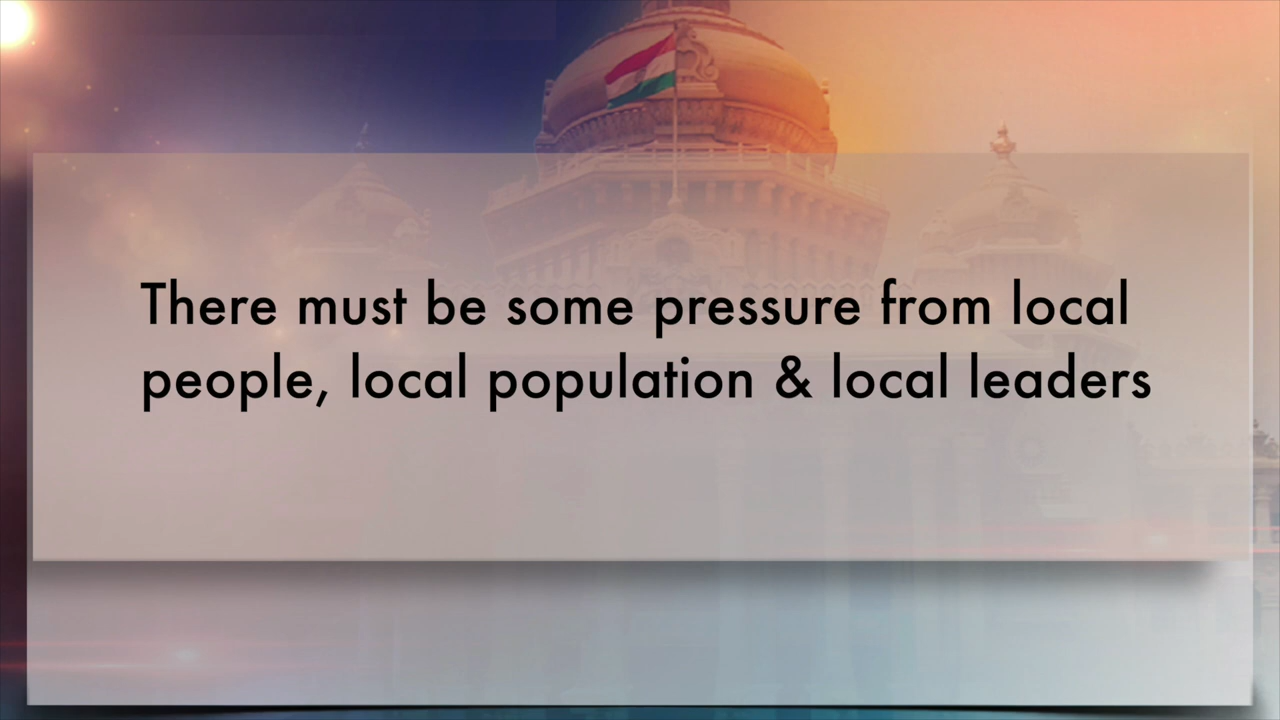 There must be some pressure from local
people, local population & local leaders